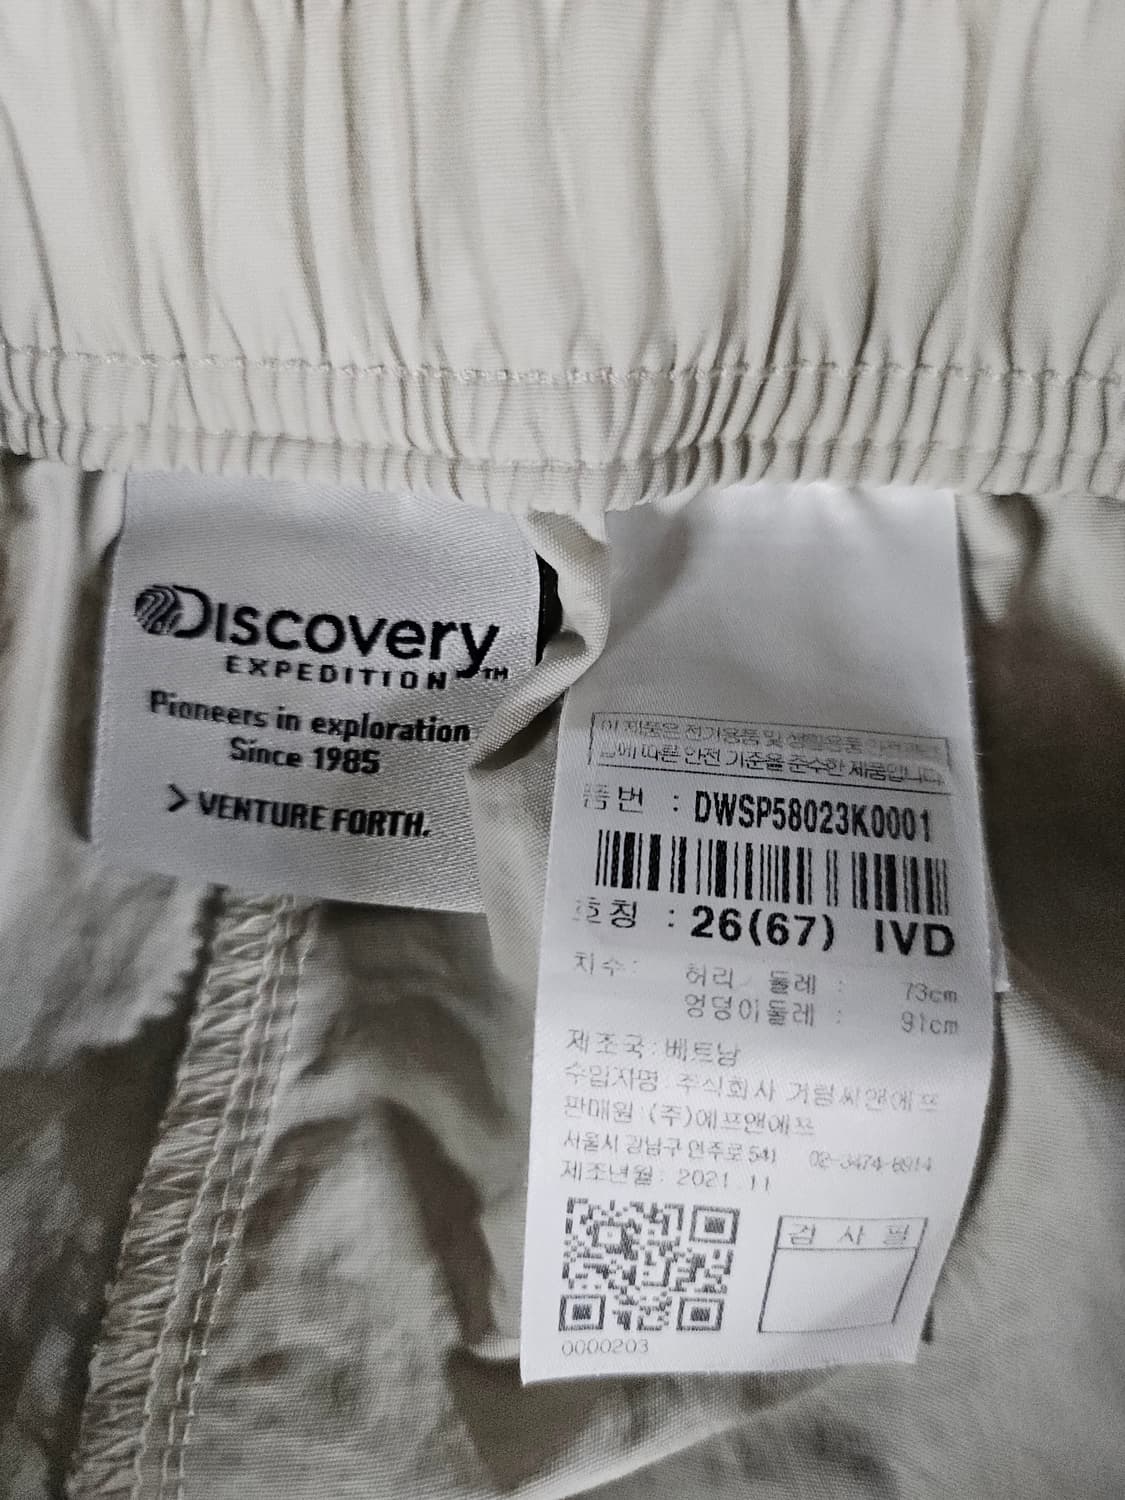 Discovery
EXPEDITION™
Pioneers in exploration
Since 1985
> VENTURE FORTH.
이 제품은 전기용품 및 생활용품 안전관리
법에 따른 안전 기준을 준수한 제품입니다.
품번 : DWSP58023K0001
호칭 : 26(67) IVD
치수: 허리 둘레 : 73cm
엉덩이둘레 : 91cm
제조국 : 베트남
수입자명 : 주식회사 거림씨앤에프
판매원 : (주)에프앤에프
서울시 강남구 언주로 541 02-3474-8914
제조년월 : 2021.11
검 사 필
0000203